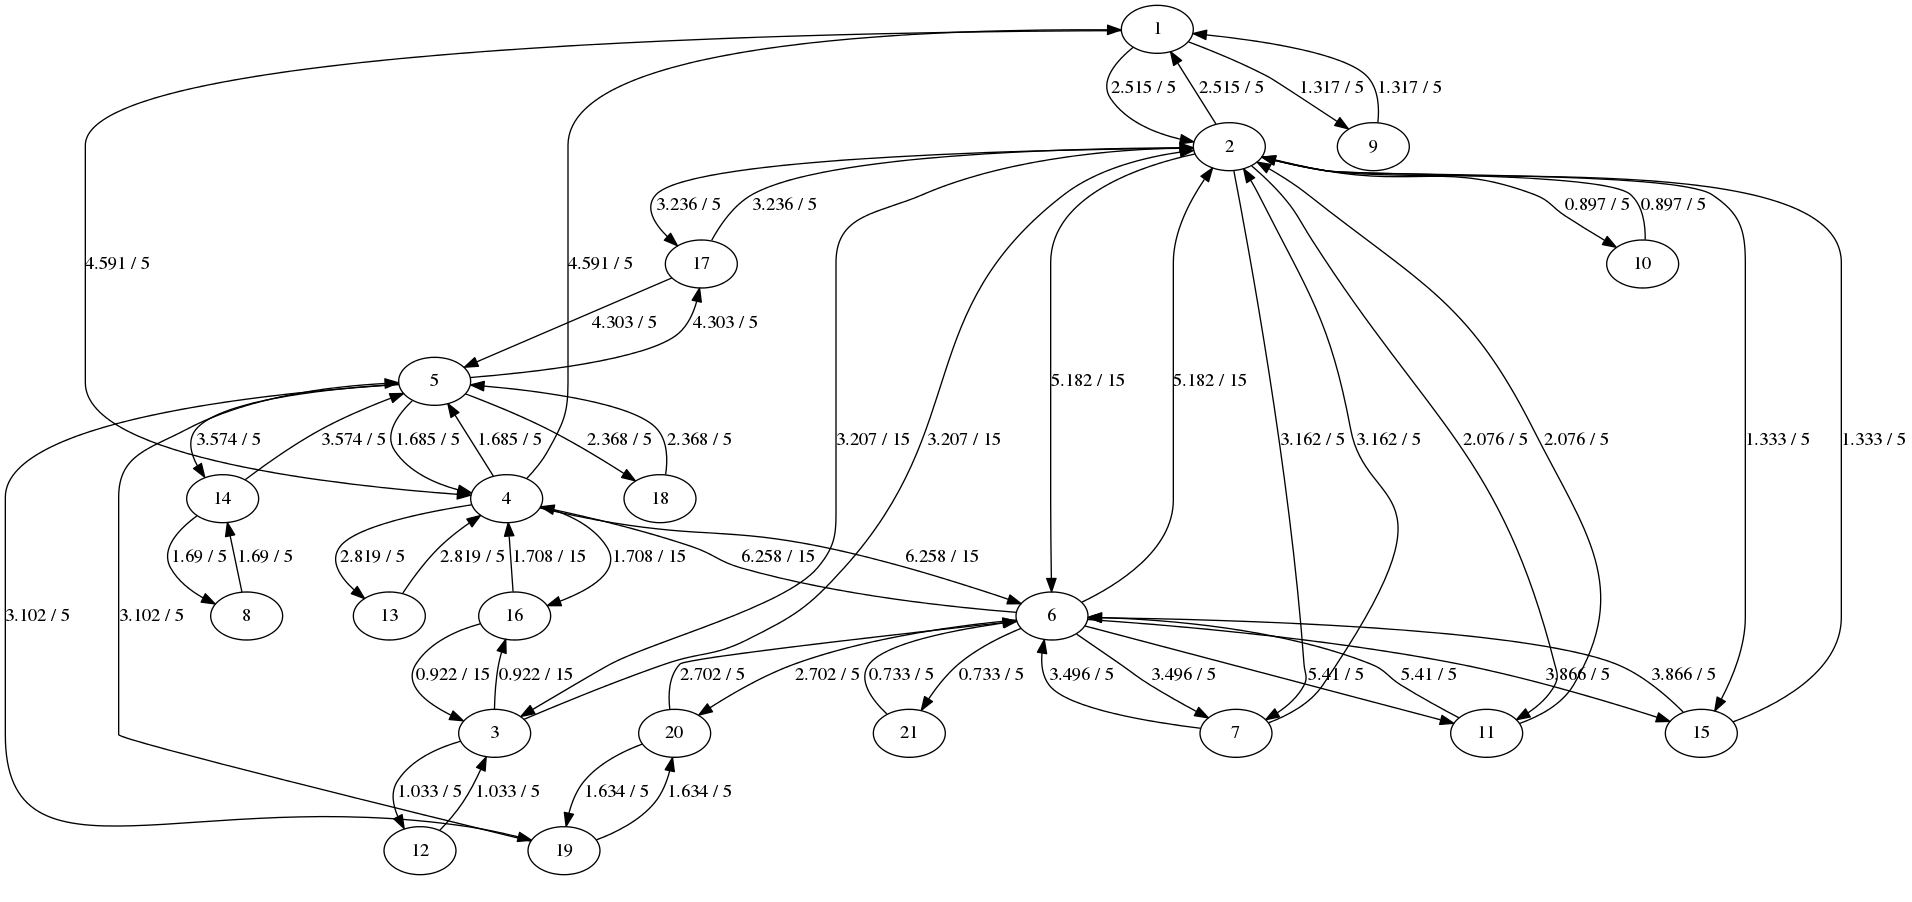 1
2.515 / 5
2.515 / 5
1.317 / 5
1.317 / 5
2
9
3.236 / 5
3.236 / 5
0.897 / 5
0.897 / 5
4.591 / 5
4.591 / 5
17
10
4.303 / 5
4.303 / 5
5
5.182 / 15
5.182 / 15
3.574 / 5
3.574 / 5
1.685 / 5
1.685 / 5
2.368 / 5
2.368 / 5
3.207 / 15
3.207 / 15
3.162 / 5
3.162 / 5
2.076 / 5
2.076 / 5
1.333 / 5
1.333 / 5
14
4
18
1.69 / 5
1.69 / 5
2.819 / 5
2.819 / 5
1.708 / 15
1.708 / 15
6.258 / 15
6.258 / 15
3.102 / 5
3.102 / 5
8
13
16
6
0.922 / 15
0.922 / 15
2.702 / 5
2.702 / 5
0.733 / 5
0.733 / 5
3.496 / 5
3.496 / 5
5.41 / 5
5.41 / 5
3.866 / 5
3.866 / 5
3
20
21
7
11
15
1.033 / 5
1.033 / 5
1.634 / 5
1.634 / 5
12
19